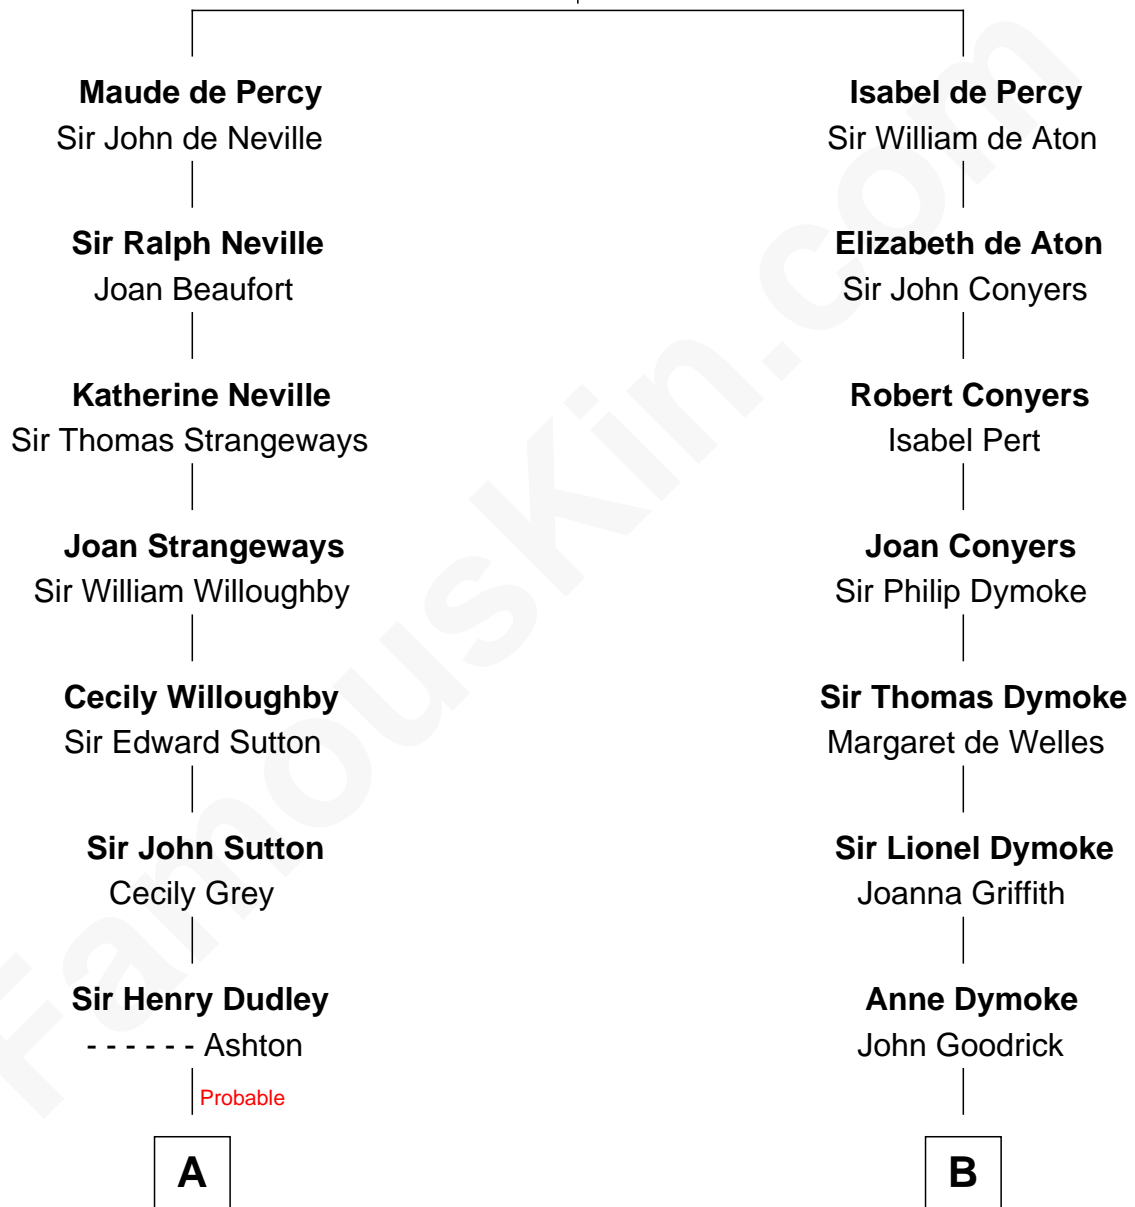 Maude de Percy
Sir John de Neville
Sir Ralph Neville
Joan Beaufort
Katherine Neville
Sir Thomas Strangeways
Joan Strangeways
Sir William Willoughby
Cecily Willoughby
Sir Edward Sutton
Sir John Sutton
Cecily Grey
Sir Henry Dudley
- - - - - - Ashton
Probable
A
Isabel de Percy
Sir William de Aton
Elizabeth de Aton
Sir John Conyers
Robert Conyers
Isabel Pert
Joan Conyers
Sir Philip Dymoke
Sir Thomas Dymoke
Margaret de Welles
Sir Lionel Dymoke
Joanna Griffith
Anne Dymoke
John Goodrick
B
FamousKin.com